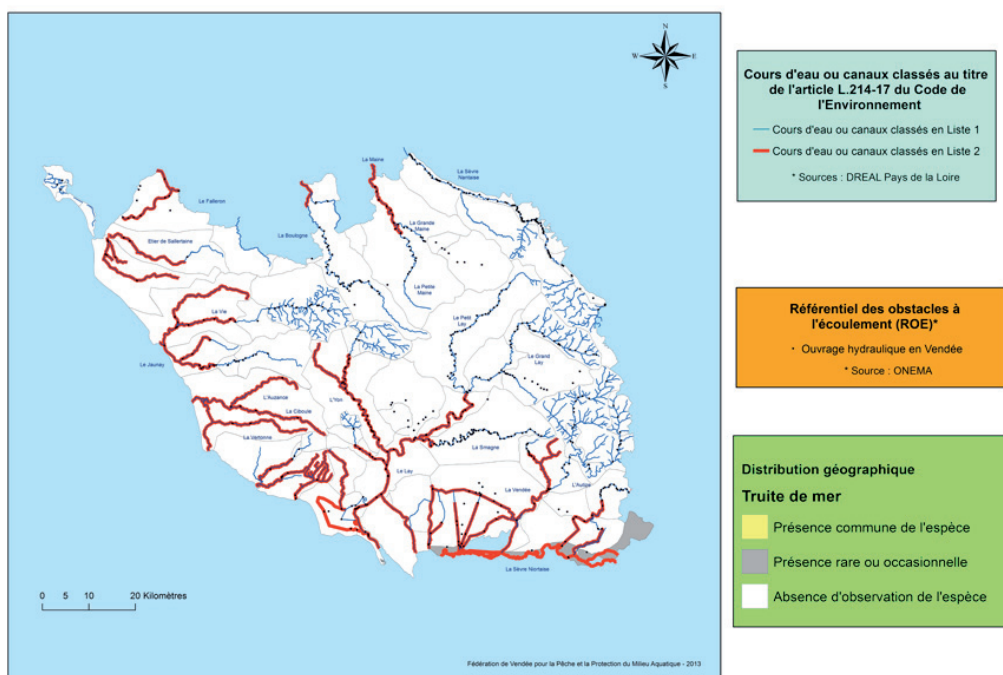 N
W
E
S
La Maine
La Sèvre
Nantaise
Le Falleron
La Grande
Maine
La Boulogne
Etier de Sallertaine
La Petite
Maine
La Vie
Le Petit
Lay
Le Grand
Lay
Le Jaunay
L'Auzance
L'Yon
La Ciboule
La Vertonne
La Smagne
Le Lay
La Vendée
L'Autize
La Sèvre Niortaise
0 5 10 20 Kilomètres
Fédération de Vendée pour la Pêche et la Protection du Milieu Aquatique - 2013
Cours d'eau ou canaux classés au titre
de l'article L.214-17 du Code de
l'Environnement
Cours d'eau ou canaux classés en Liste 1
Cours d'eau ou canaux classés en Liste 2
* Sources : DREAL Pays de la Loire
Référentiel des obstacles à
l'écoulement (ROE)*
Ouvrage hydraulique en Vendée
* Source : ONEMA
Distribution géographique
Truite de mer
Présence commune de l'espèce
Présence rare ou occasionnelle
Absence d'observation de l'espèce